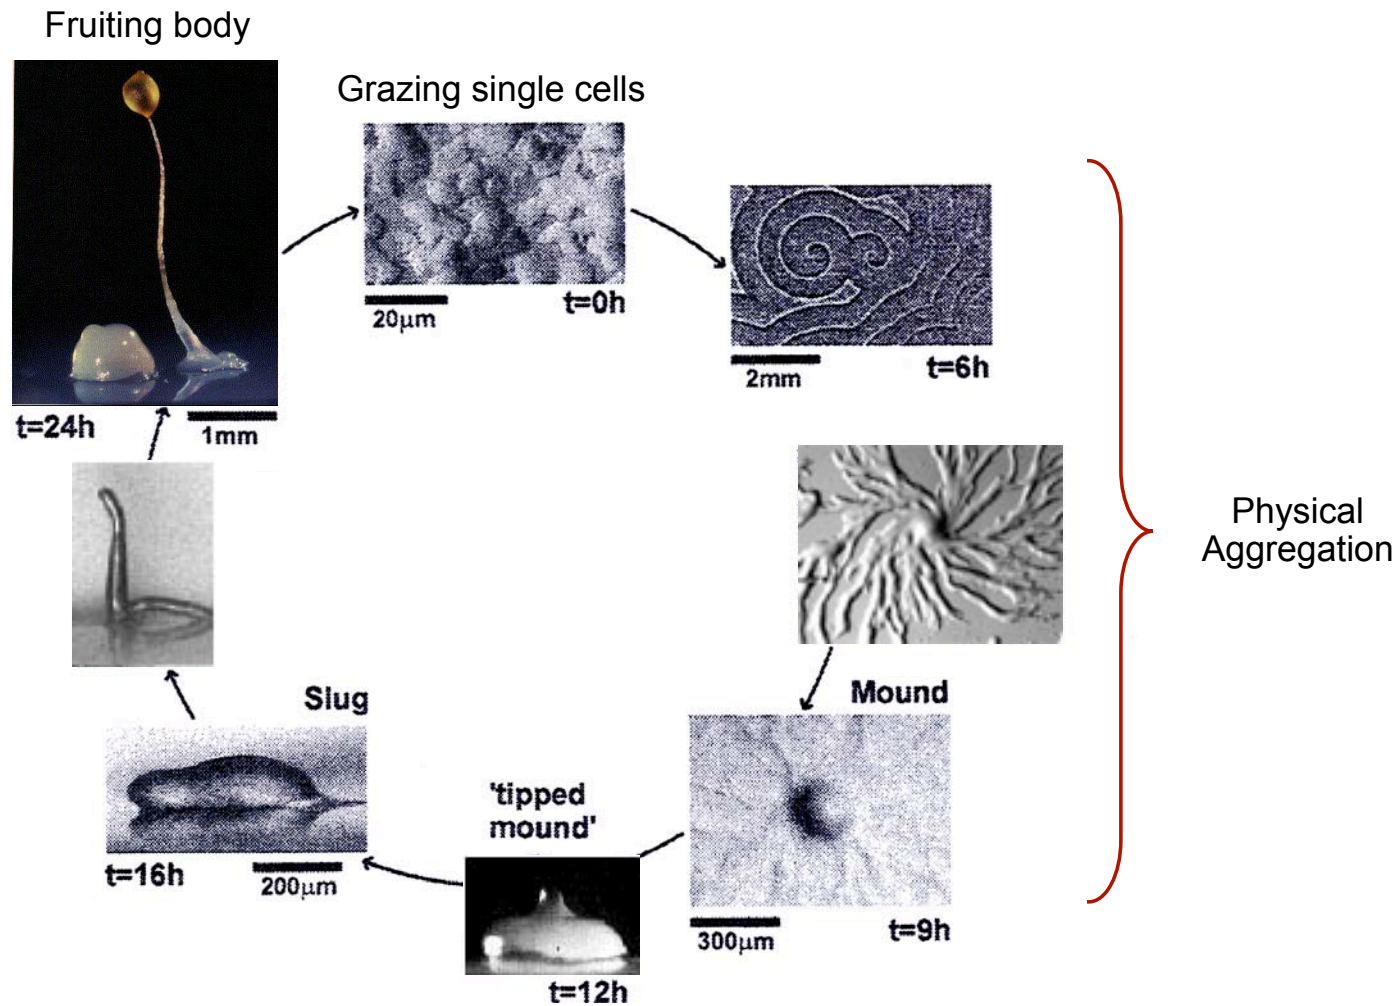 Fruiting body
Grazing single cells
t=0h
20μm
t=6h
2mm
Physical
Aggregation
Mound
t=9h
300μm
'tipped
mound'
t=12h
Slug
t=16h
200μm
t=24h
1mm